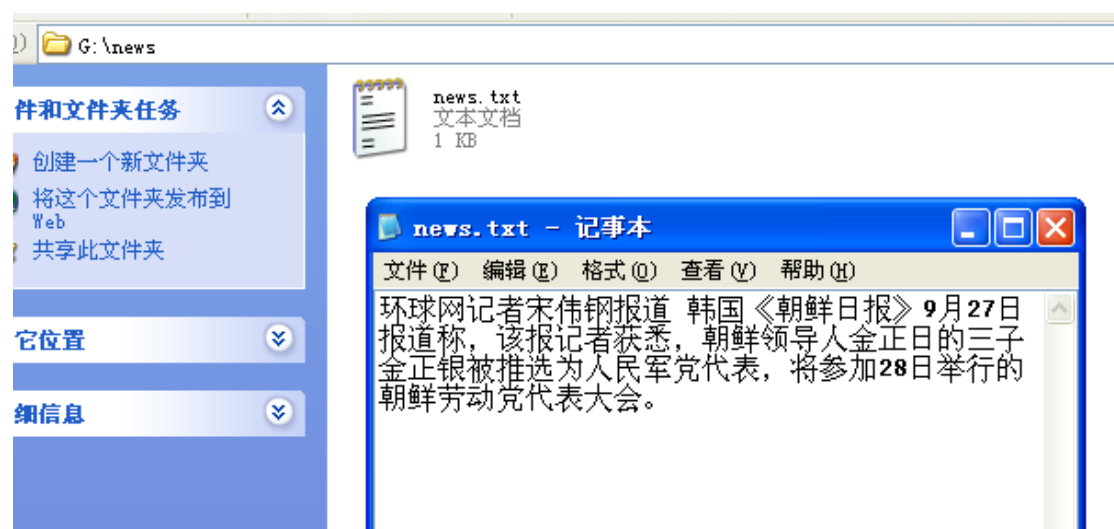 G:\news
件和文件夹任务
创建一个新文件夹
将这个文件夹发布到
Web
共享此文件夹
它位置
细信息
news.txt
文本文档
1 KB
news.txt - 记事本
文件(F) 编辑(E) 格式(O) 查看(V) 帮助(H)
环球网记者宋伟钢报道 韩国《朝鲜日报》9月27日
报道称，该报记者获悉，朝鲜领导人金正日的三子
金正银被推选为人民军党代表，将参加28日举行的
朝鲜劳动党代表大会。